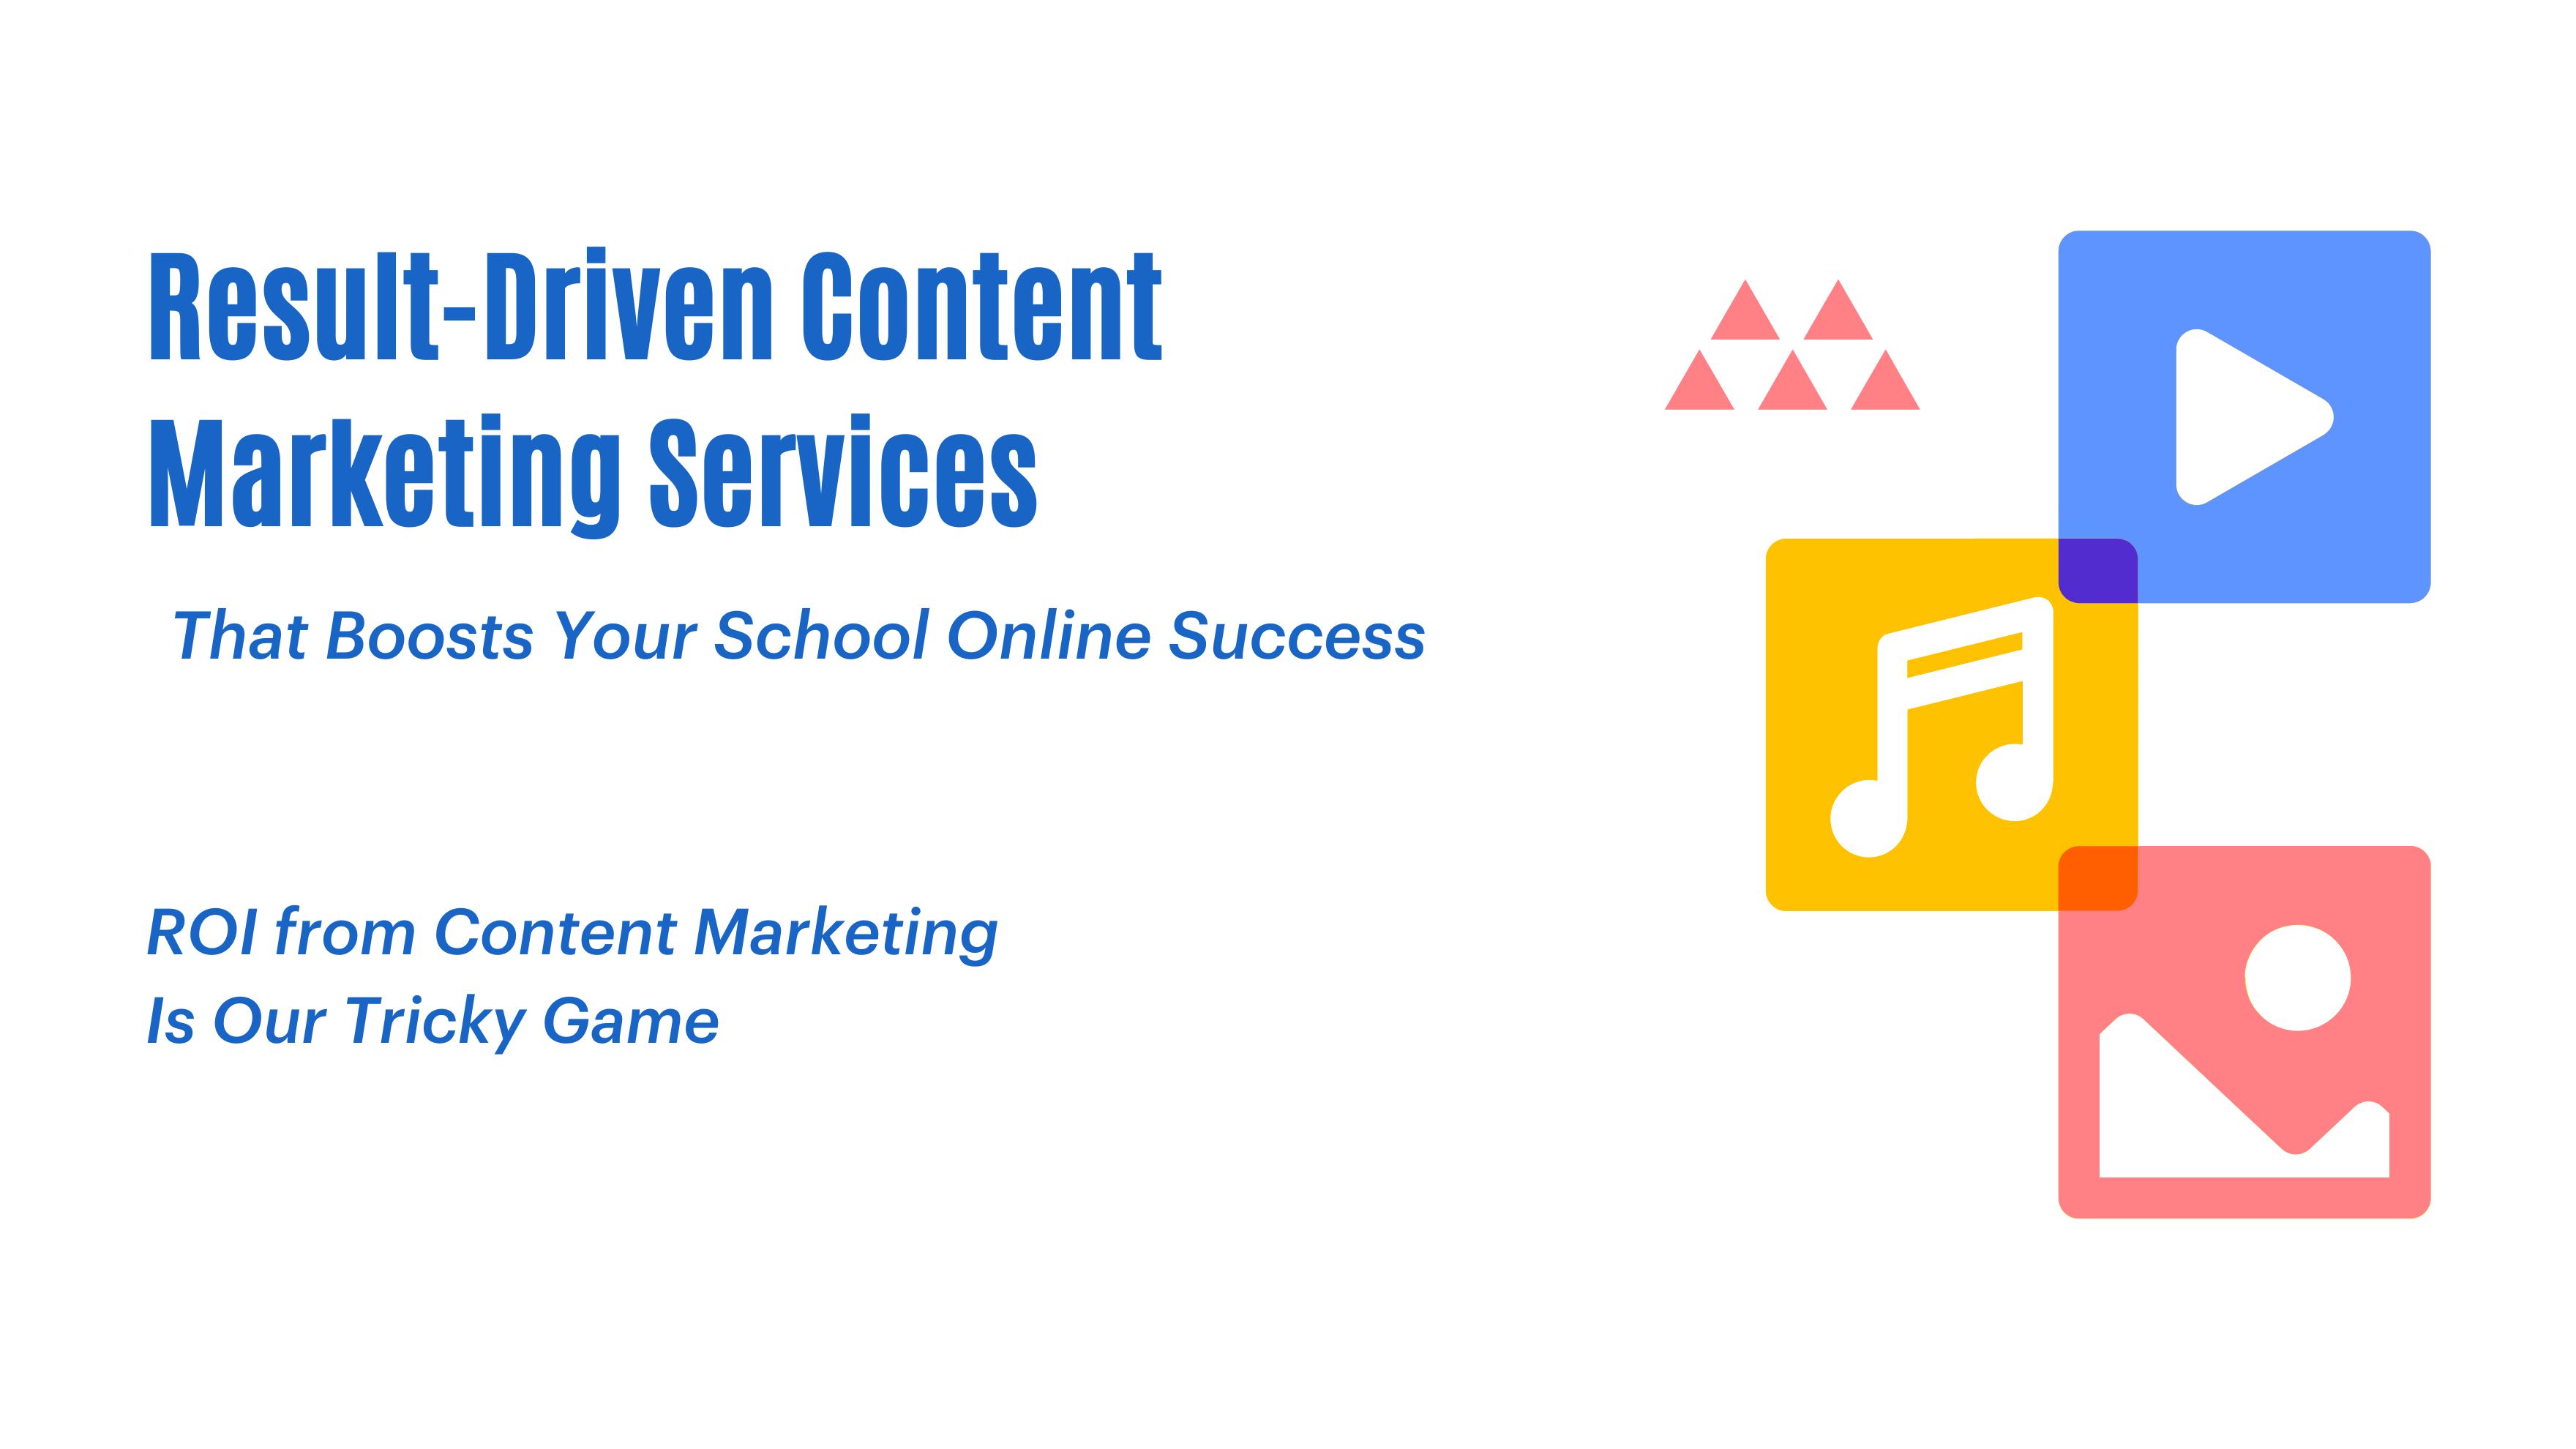 Result-Driven Content
Marketing Services
That Boosts Your School Online Success
ROI from Content Marketing
Is Our Tricky Game